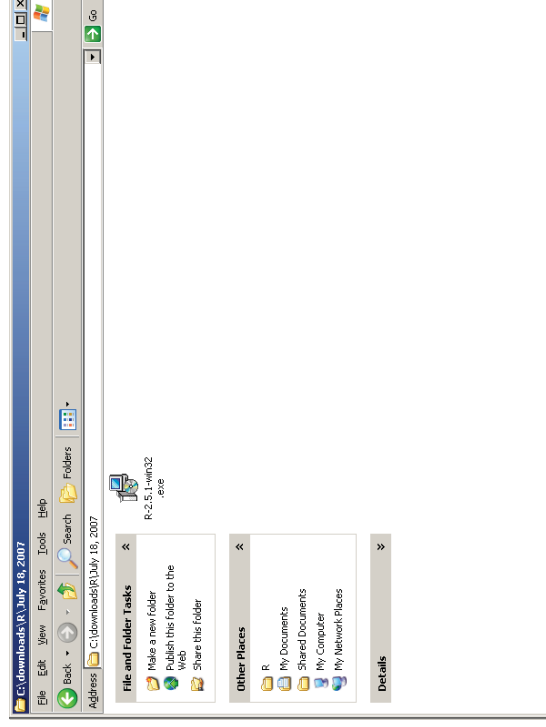 C:\downloads\R\July 18, 2007
File Edit View Favorites Tools Help
Back Search Folders
Address C:\downloads\R\July 18, 2007 Go
File and Folder Tasks
Make a new folder
Publish this folder to the
Web
Share this folder
Other Places
R
My Documents
Shared Documents
My Computer
My Network Places
Details
R-2.5.1-win32
.exe